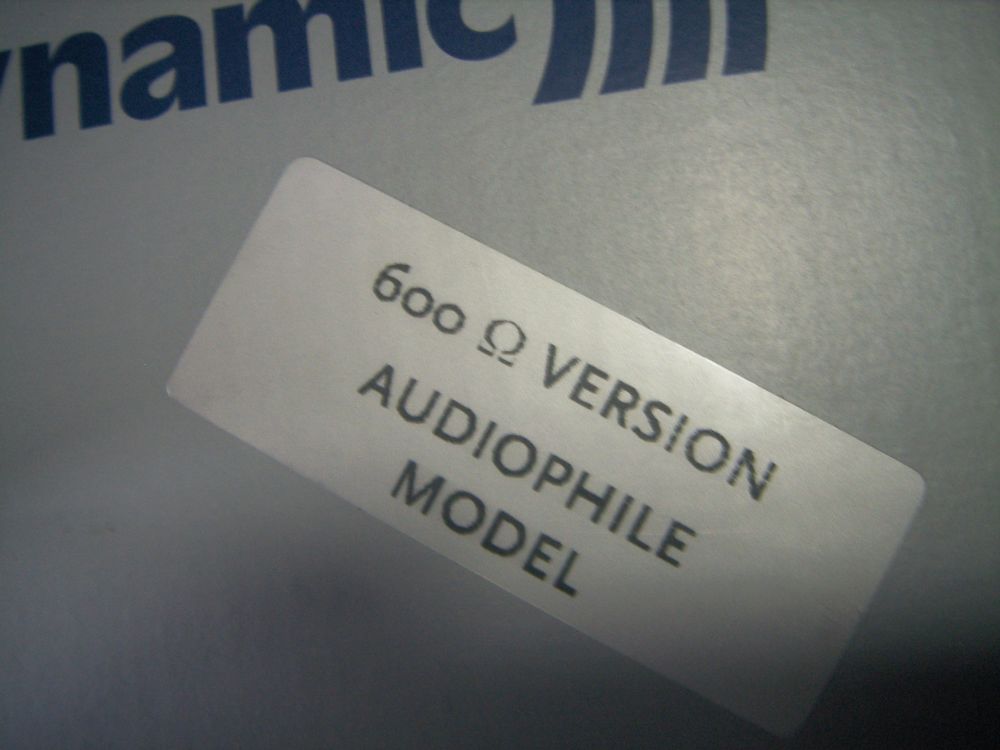 ynamic
600 Ω VERSION
AUDIOPHILE
MODEL